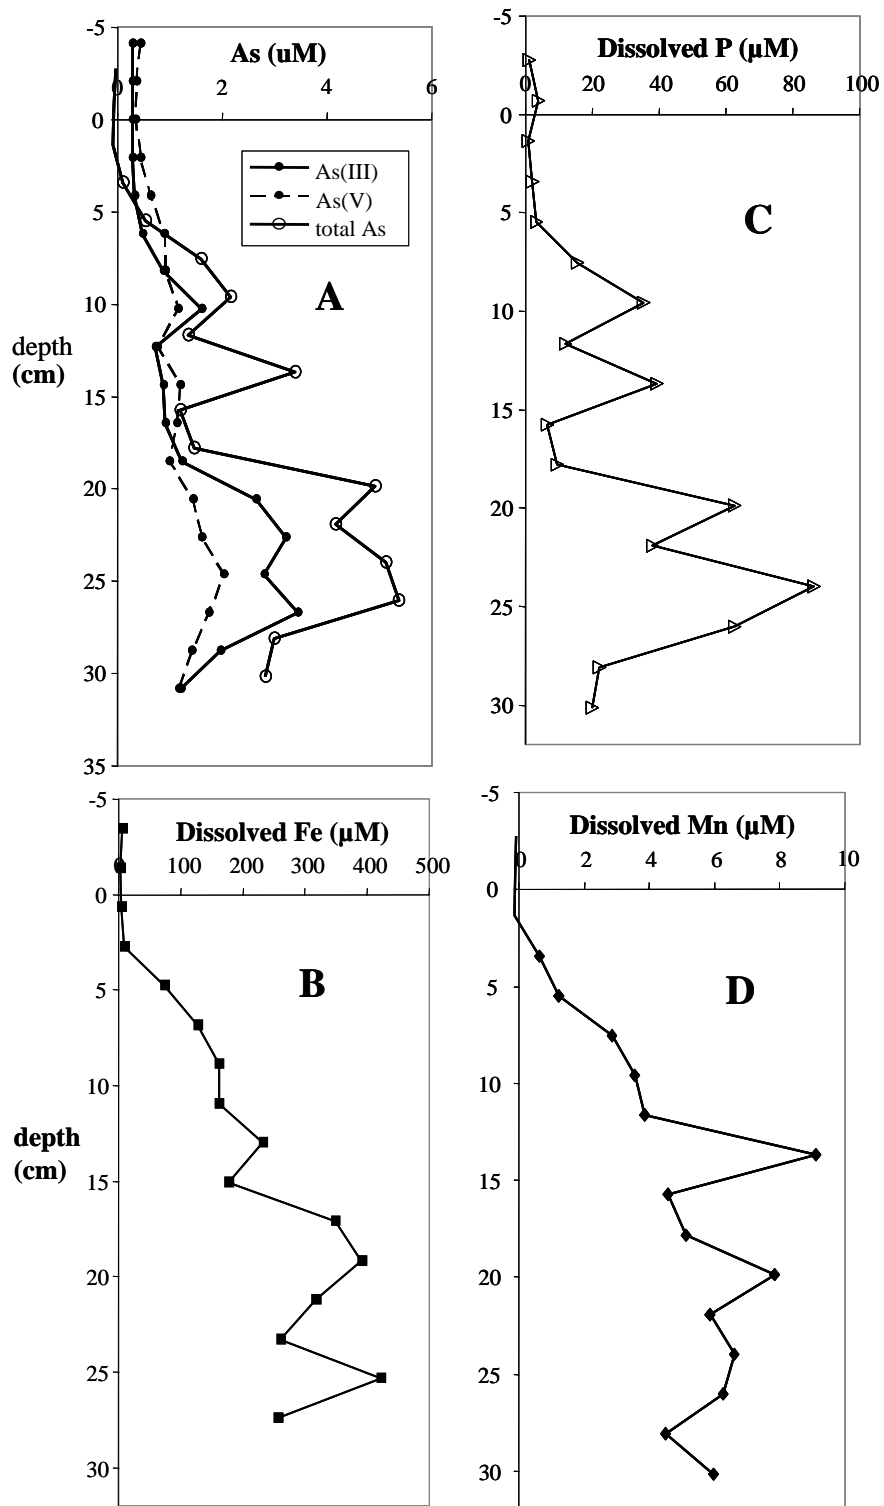 As (uM)
-5
0 2 4 6
0
As(III)
As(V)
total As
5
A
10
depth
(cm)
15
20
25
30
35
Dissolved P (µM)
-5
0 20 40 60 80 100
0
5
C
10
15
20
25
30
Dissolved Fe (µM)
-5
0 100 200 300 400 500
0
B
5
10
depth
(cm)
15
20
25
30
Dissolved Mn (µM)
-5
0 2 4 6 8 10
0
D
5
10
15
20
25
30